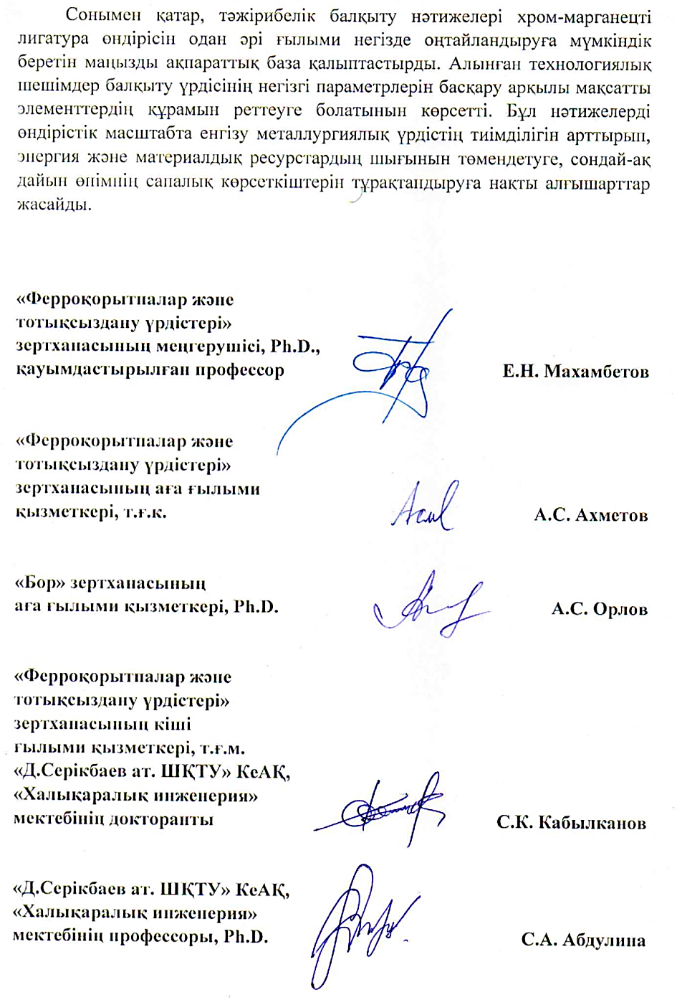 Сонымен қатар, тәжірибелік балқыту нәтижелері хром-марганецті
лигатура өндірісін одан әрі ғылыми негізде оңтайландыруға мүмкіндік
беретін маңызды ақпараттық база қалыптастырды. Алынған технологиялық
шешімдер балқыту үрдісінің негізгі параметрлерін басқару арқылы мақсатты
элементтердің құрамын реттеуге болатынын көрсетті. Бұл нәтижелерді
өндірістік масштабта енгізу металлургиялық үрдістің тиімділігін арттырып,
энергия және материалдық ресурстардың шығынын төмендетуге, сондай-ақ
дайын өнімнің сапалық көрсеткіштерін тұрақтандыруға нақты алғышарттар
жасайды.
«Ферроқорытпалар және
тотықсыздану үрдістері»
зертханасының меңгерушісі, Ph.D.,
қауымдастырылған профессор Е.Н. Махамбетов
«Ферроқорытпалар және
тотықсыздану үрдістері»
зертханасының аға ғылыми
қызметкері, т.ғ.к. А.С. Ахметов
«Бор» зертханасының
аға ғылыми қызметкері, Ph.D. А.С. Орлов
«Ферроқорытпалар және
тотықсыздану үрдістері»
зертханасының кіші
ғылыми қызметкері, т.ғ.м.
«Д.Серікбаев ат. ШҚТУ» КеАҚ,
«Халықаралық инженерия»
мектебінің докторанты С.К. Кабылканов
«Д.Серікбаев ат. ШҚТУ» КеАҚ,
«Халықаралық инженерия»
мектебінің профессоры, Ph.D. С.А. Абдулина